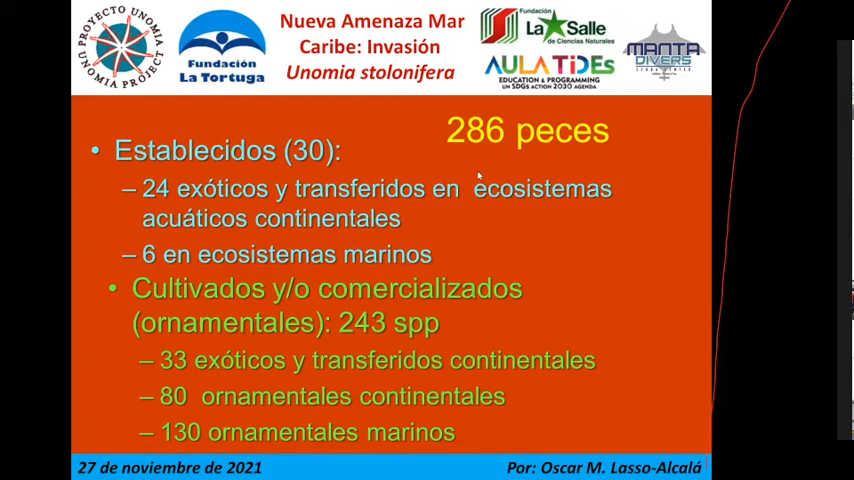 PROYECTO UNOMIA
UNOMIA PROJECT
Fundación
La Tortuga
Nueva Amenaza Mar
Caribe: Invasión
Unomia stolonifera
Fundación
La Salle
de Ciencias Naturales
AULA TiDEs
EDUCATION & PROGRAMMING
UN SDGs ACTION 2030 AGENDA
MANTA
DIVERS
286 peces
• Establecidos (30):
– 24 exóticos y transferidos en ecosistemas
acuáticos continentales
– 6 en ecosistemas marinos
• Cultivados y/o comercializados
(ornamentales): 243 spp
– 33 exóticos y transferidos continentales
– 80 ornamentales continentales
– 130 ornamentales marinos
27 de noviembre de 2021
Por: Oscar M. Lasso-Alcalá